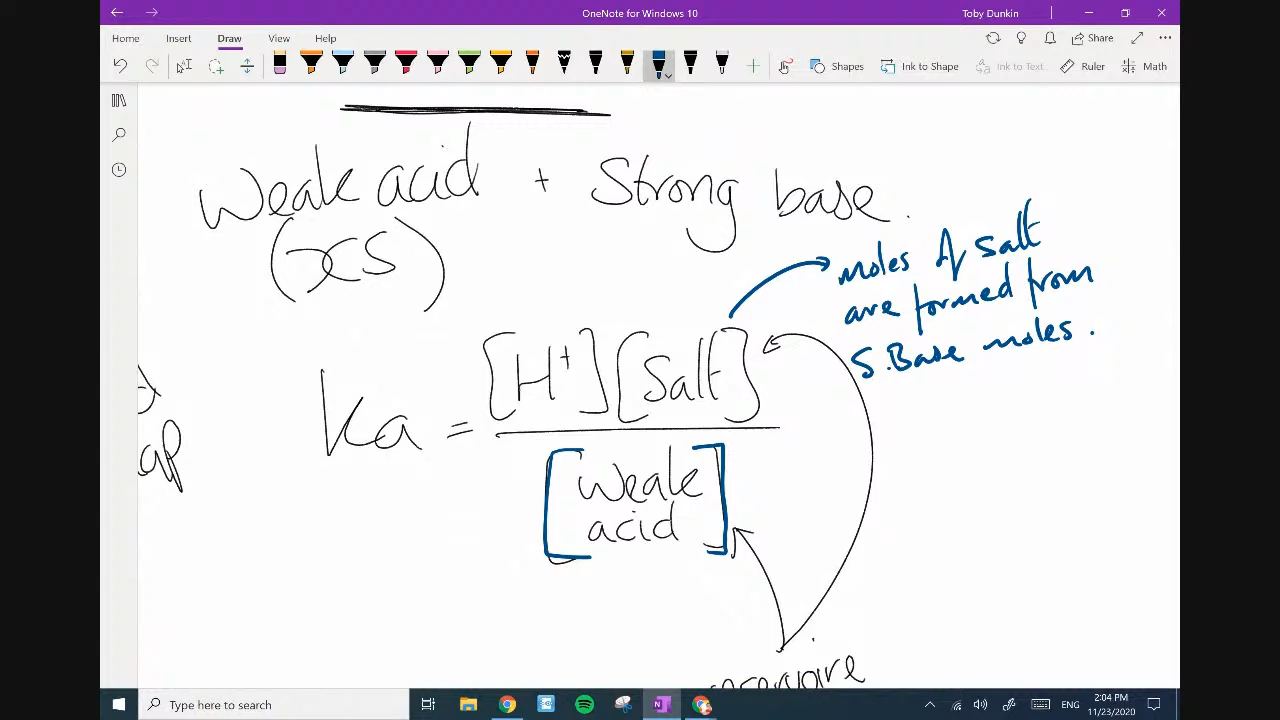 OneNote for Windows 10
Toby Dunkin
Home Insert Draw View Help
Share
Shapes Ink to Shape Ink to Text Ruler Math
Weak acid + Strong base.
(xs)
moles of salt
are formed from
S.Base moles.
Ka = [H+][Salt]
[weak
acid]
Type here to search
ENG
2:04 PM
11/23/2020